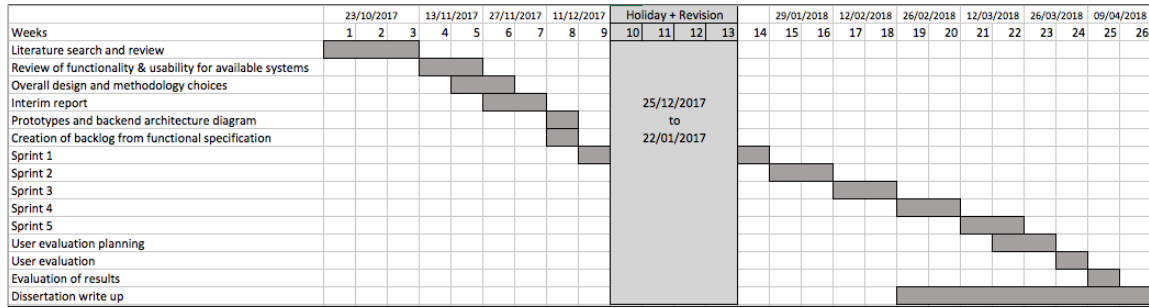 23/10/2017 13/11/2017 27/11/2017 11/12/2017 Holiday + Revision 29/01/2018 12/02/2018 26/02/2018 12/03/2018 26/03/2018 09/04/2018
Weeks 1 2 3 4 5 6 7 8 9 10 11 12 13 14 15 16 17 18 19 20 21 22 23 24 25 26
Literature search and review
Review of functionality & usability for available systems
Overall design and methodology choices
Interim report 25/12/2017
Prototypes and backend architecture diagram to
Creation of backlog from functional specification 22/01/2017
Sprint 1
Sprint 2
Sprint 3
Sprint 4
Sprint 5
User evaluation planning
User evaluation
Evaluation of results
Dissertation write up